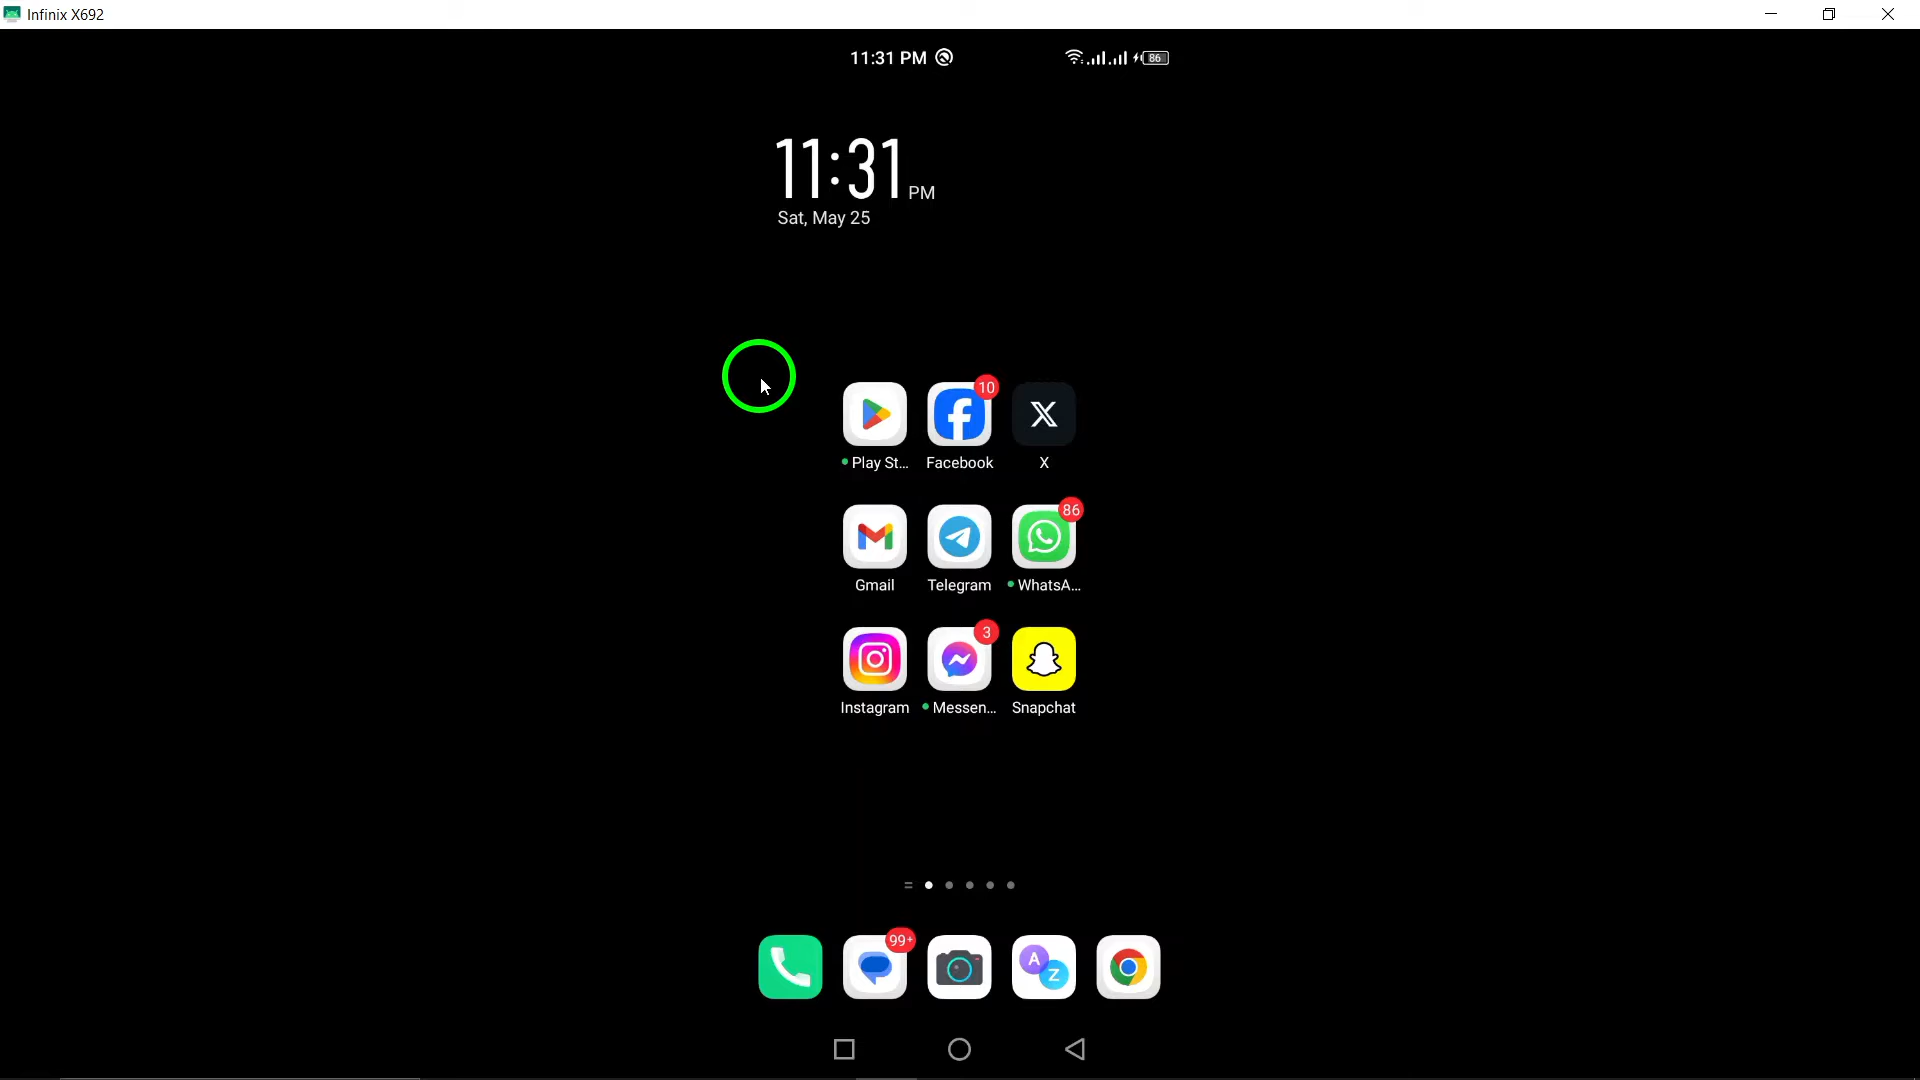 Infinix X692
11:31 PM
86
11:31 PM
Sat, May 25
10
Play St... Facebook X
86
Gmail Telegram WhatsA...
3
Instagram Messen... Snapchat
99+
A
Z